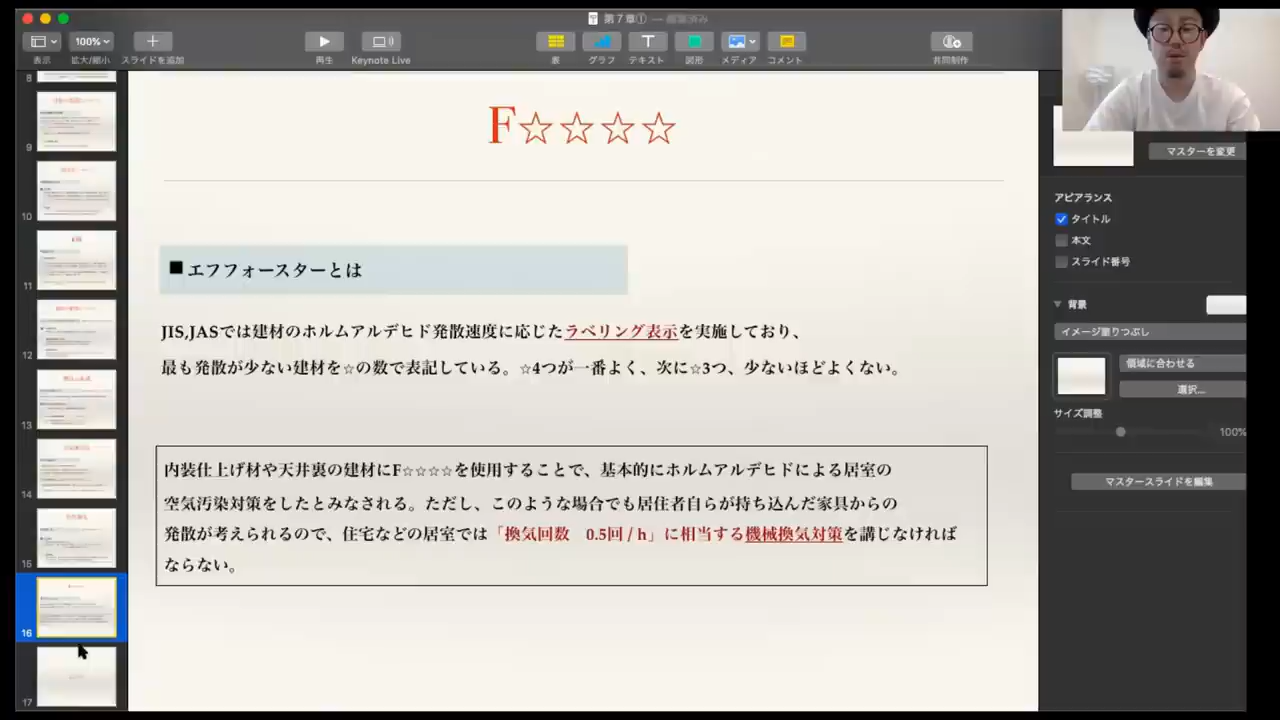 第７章① — 編集済み
100%
表示
拡大/縮小
スライドを追加
再生
Keynote Live
表
グラフ
テキスト
図形
メディア
コメント
共同制作
8
9
10
11
12
13
14
15
16
17
F☆☆☆☆
■エフフォースターとは
JIS,JASでは建材のホルムアルデヒド発散速度に応じたラベリング表示を実施しており、
最も発散が少ない建材を☆の数で表記している。☆4つが一番よく、次に☆3つ、少ないほどよくない。
内装仕上げ材や天井裏の建材にF☆☆☆☆を使用することで、基本的にホルムアルデヒドによる居室の
空気汚染対策をしたとみなされる。ただし、このような場合でも居住者自らが持ち込んだ家具からの
発散が考えられるので、住宅などの居室では「換気回数　0.5回 / h」に相当する機械換気対策を講じなければ
ならない。
マスターを変更
アピアランス
タイトル
本文
スライド番号
背景
イメージ塗りつぶし
領域に合わせる
選択...
サイズ調整
100%
マスタースライドを編集